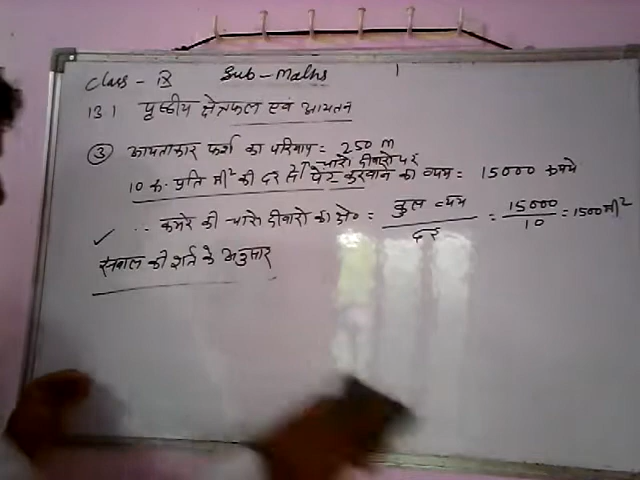 Class - IX Sub - Maths
13.1 पृष्ठीय क्षेत्रफल एवं आयतन
③ आयताकार फर्श का परिमाप = 250 m
10 रु. प्रति मी² की दर से चारों दीवारों पर पेंट करवाने का व्यय = 15000 रूपये
∴ कमरे की चारों दीवारों का क्षे० = कुल व्यय / दर = 15000 / 10 = 1500 मी²
सवाल की शर्त के अनुसार